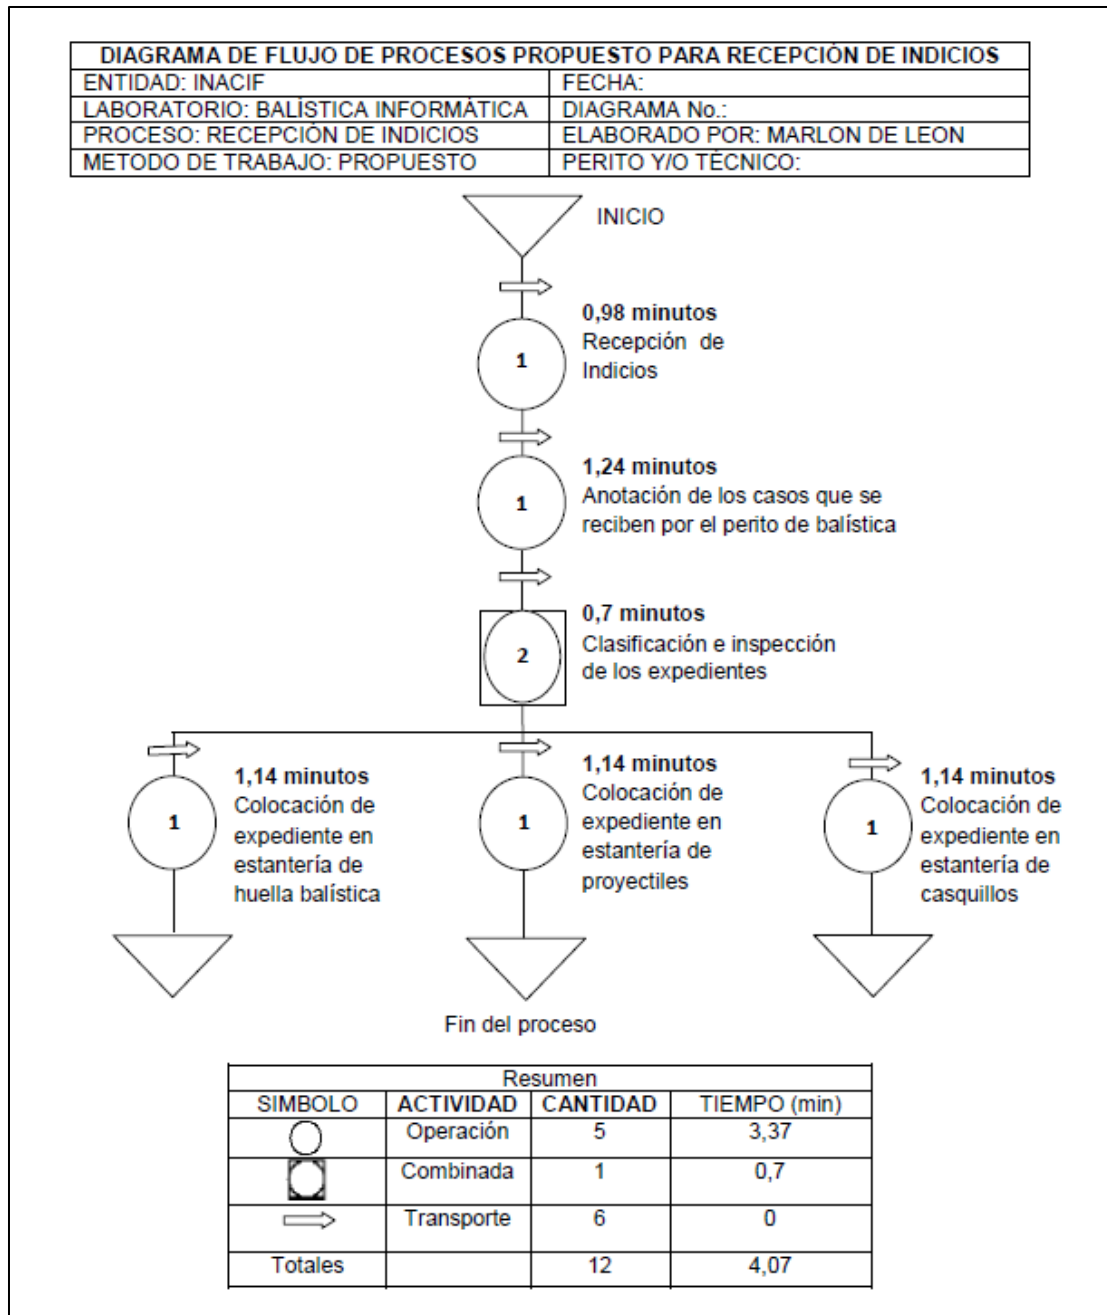 DIAGRAMA DE FLUJO DE PROCESOS PROPUESTO PARA RECEPCIÓN DE INDICIOS
ENTIDAD: INACIF FECHA:
LABORATORIO: BALÍSTICA INFORMÁTICA DIAGRAMA No.:
PROCESO: RECEPCIÓN DE INDICIOS ELABORADO POR: MARLON DE LEON
METODO DE TRABAJO: PROPUESTO PERITO Y/O TÉCNICO:
INICIO
0,98 minutos
Recepción de
Indicios
1
1,24 minutos
Anotación de los casos que se
reciben por el perito de balística
1
0,7 minutos
Clasificación e inspección
de los expedientes
2
1,14 minutos
Colocación de
expediente en
estantería de
huella balística
1
1,14 minutos
Colocación de
expediente en
estantería de
proyectiles
1
1,14 minutos
Colocación de
expediente en
estantería de
casquillos
1
Fin del proceso
Resumen
SIMBOLO ACTIVIDAD CANTIDAD TIEMPO (min)
Operación 5 3,37
Combinada 1 0,7
Transporte 6 0
Totales 12 4,07